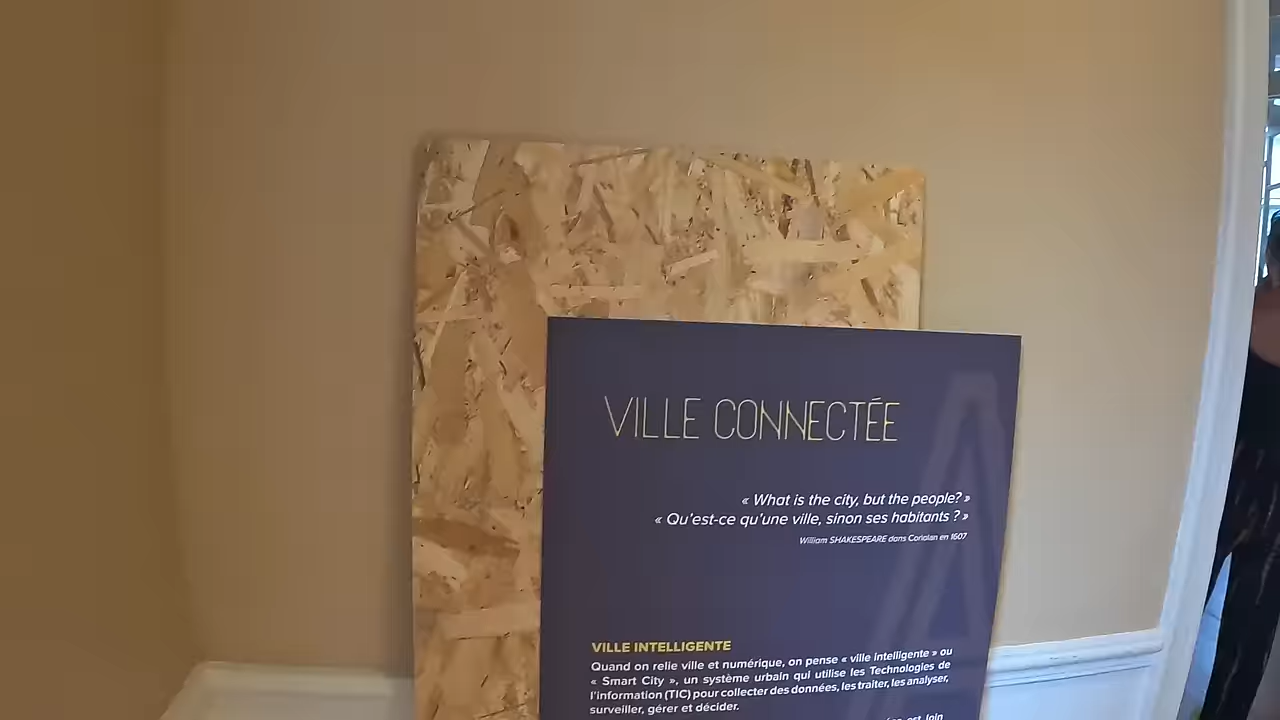 VILLE CONNECTÉE
« What is the city, but the people? »
« Qu'est-ce qu'une ville, sinon ses habitants ? »
William SHAKESPEARE dans Coriolan en 1607
VILLE INTELLIGENTE
Quand on relie ville et numérique, on pense « ville intelligente » ou
« Smart City », un système urbain qui utilise les Technologies de
l'information (TIC) pour collecter des données, les traiter, les analyser,
surveiller, gérer et décider.
est loin